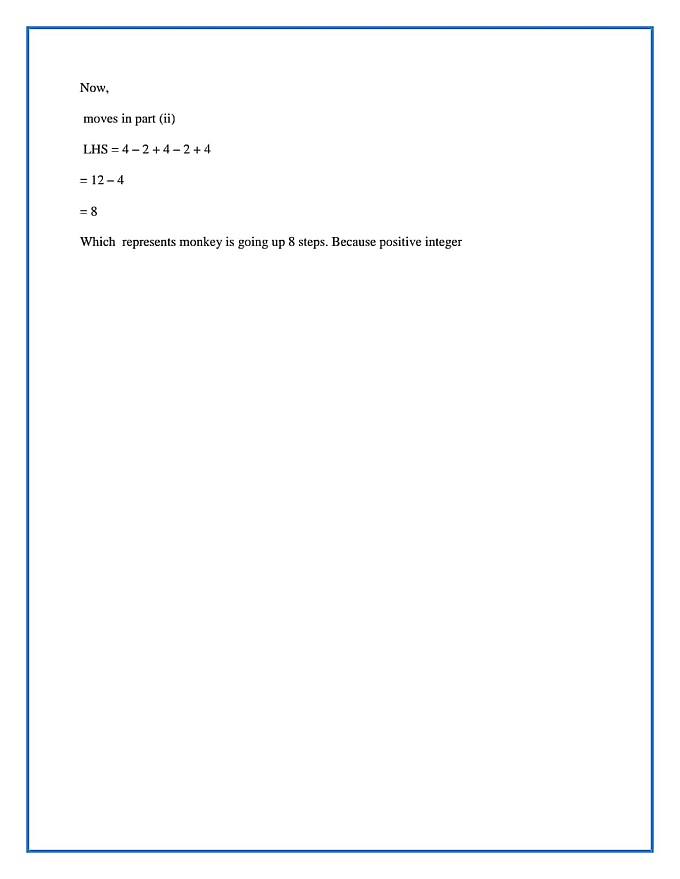 Now,
moves in part (ii)
LHS = 4 – 2 + 4 – 2 + 4
= 12 – 4
= 8
Which  represents monkey is going up 8 steps. Because positive integer